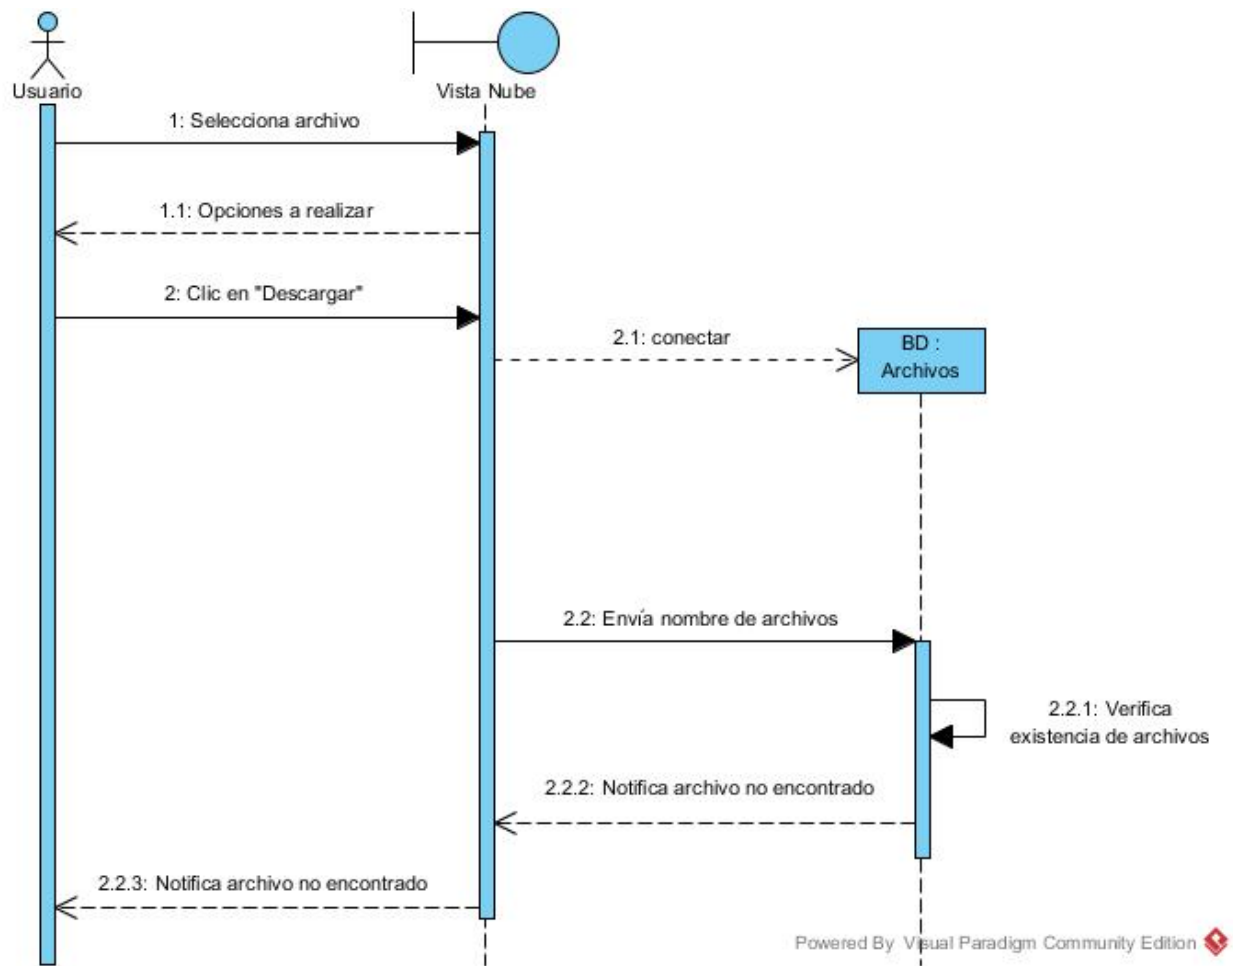 Usuario
Vista Nube
1: Selecciona archivo
1.1: Opciones a realizar
2: Clic en "Descargar"
2.1: conectar
BD :
Archivos
2.2: Envía nombre de archivos
2.2.1: Verifica
existencia de archivos
2.2.2: Notifica archivo no encontrado
2.2.3: Notifica archivo no encontrado
Powered By Visual Paradigm Community Edition